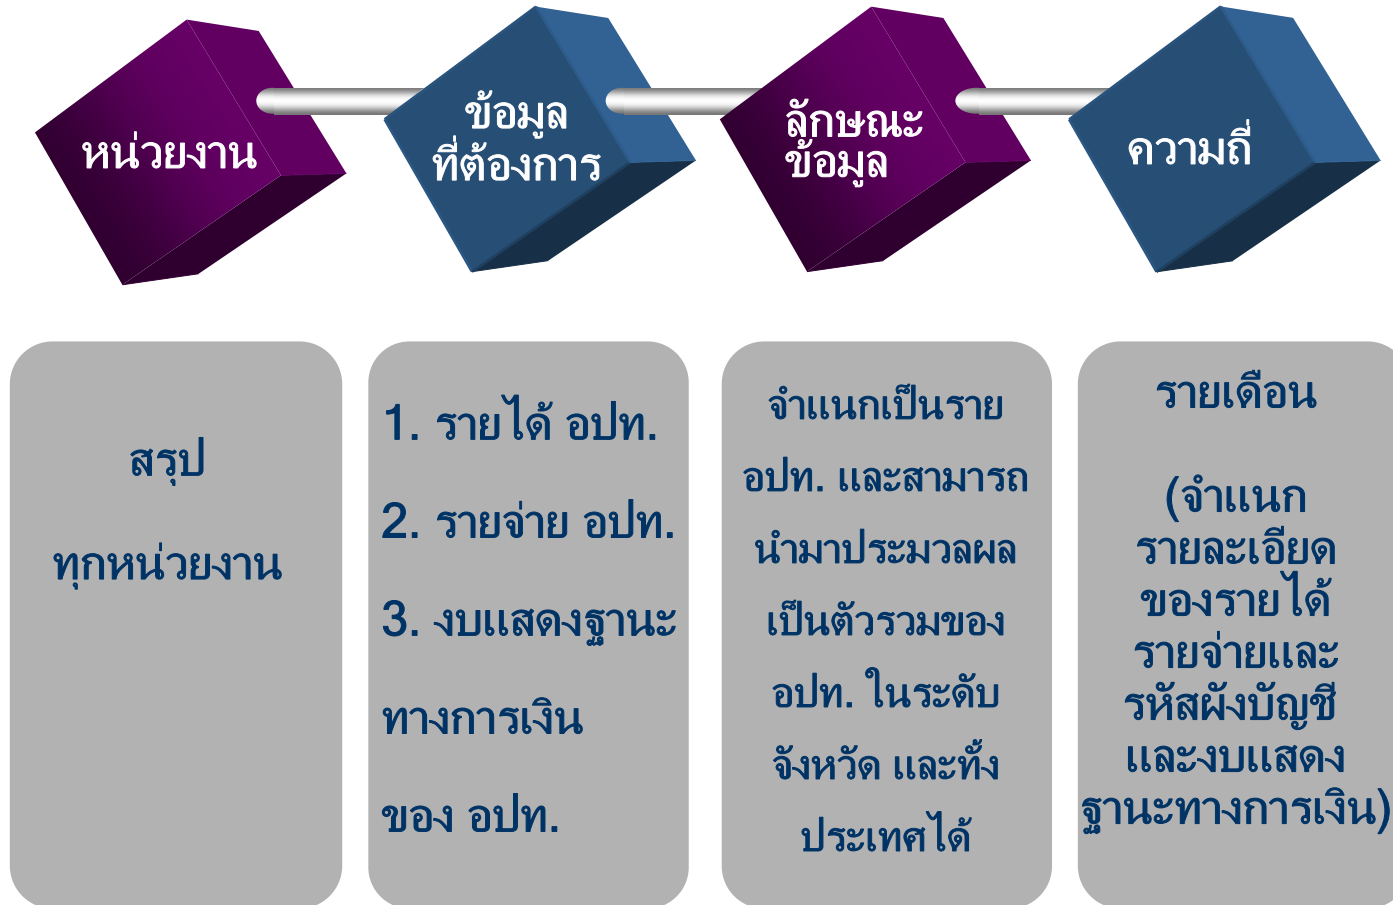 หน่วยงาน
ข้อมูล
ที่ต้องการ
ลักษณะ
ข้อมูล
ความถี่
สรุป
ทุกหน่วยงาน
1. รายได้ อปท.
2. รายจ่าย อปท.
3. งบแสดงฐานะ
ทางการเงิน
ของ อปท.
จำแนกเป็นราย
อปท. และสามารถ
นำมาประมวลผล
เป็นตัวรวมของ
อปท. ในระดับ
จังหวัด และทั้ง
ประเทศได้
รายเดือน
(จำแนก
รายละเอียด
ของรายได้
รายจ่ายและ
รหัสผังบัญชี
และงบแสดง
ฐานะทางการเงิน)